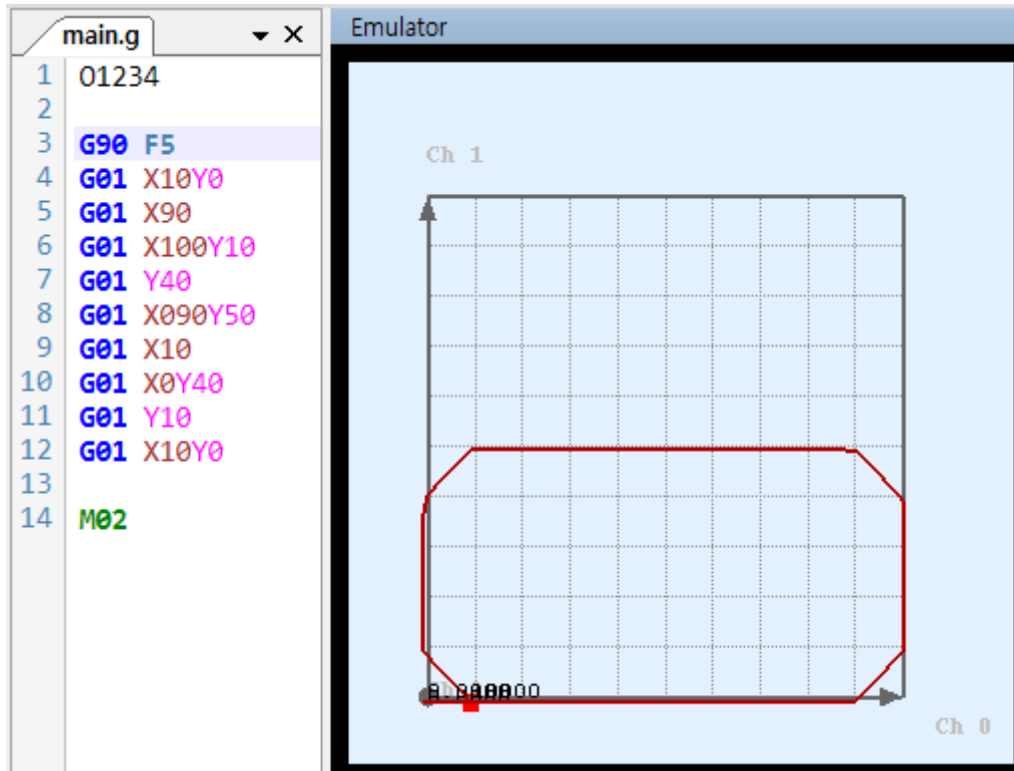 main.g
Emulator
1 O1234
2
3 G90 F5
4 G01 X10Y0
5 G01 X90
6 G01 X100Y10
7 G01 Y40
8 G01 X090Y50
9 G01 X10
10 G01 X0Y40
11 G01 Y10
12 G01 X10Y0
13
14 M02
Ch 1
Ch 0